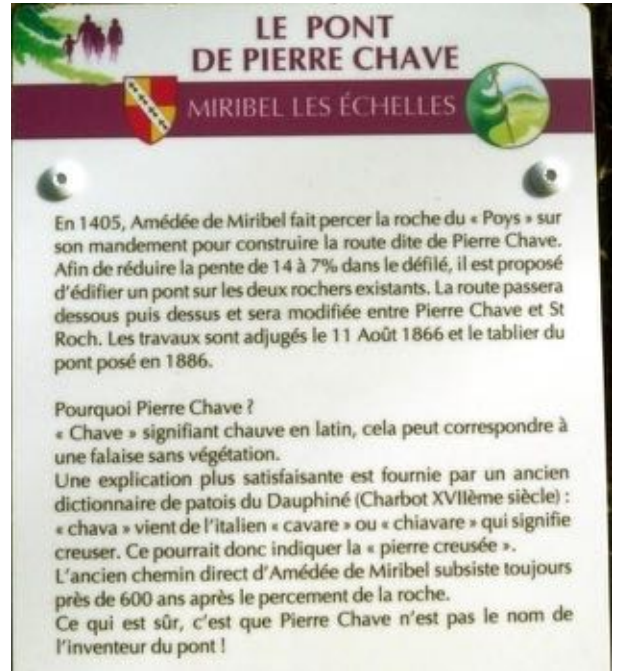 LE PONT
DE PIERRE CHAVE
MIRIBEL LES ÉCHELLES
En 1405, Amédée de Miribel fait percer la roche du « Poys » sur
son mandement pour construire la route dite de Pierre Chave.
Afin de réduire la pente de 14 à 7% dans le défilé, il est proposé
d'édifier un pont sur les deux rochers existants. La route passera
dessous puis dessus et sera modifiée entre Pierre Chave et St
Roch. Les travaux sont adjugés le 11 Août 1866 et le tablier du
pont posé en 1886.
Pourquoi Pierre Chave ?
« Chave » signifiant chauve en latin, cela peut correspondre à
une falaise sans végétation.
Une explication plus satisfaisante est fournie par un ancien
dictionnaire de patois du Dauphiné (Charbot XVIIème siècle) :
« chava » vient de l'italien « cavare » ou « chiavare » qui signifie
creuser. Ce pourrait donc indiquer la « pierre creusée ».
L'ancien chemin direct d'Amédée de Miribel subsiste toujours
près de 600 ans après le percement de la roche.
Ce qui est sûr, c'est que Pierre Chave n'est pas le nom de
l'inventeur du pont !